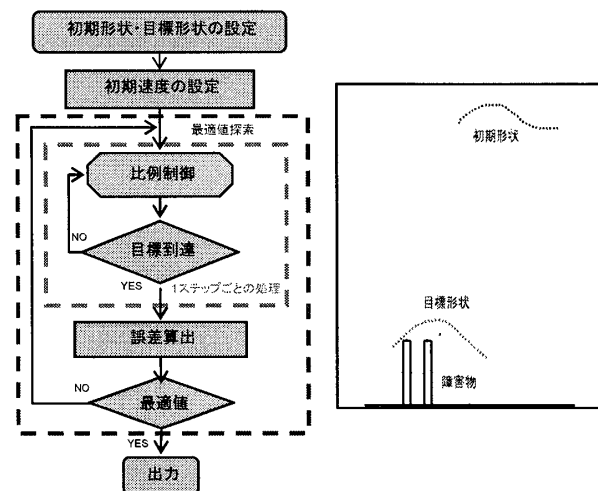 初期形状・目標形状の設定
初期速度の設定
最適値探索
比例制御
NO
目標到達
YES
1ステップごとの処理
誤差算出
NO
最適値
YES
出力
初期形状
目標形状
障害物